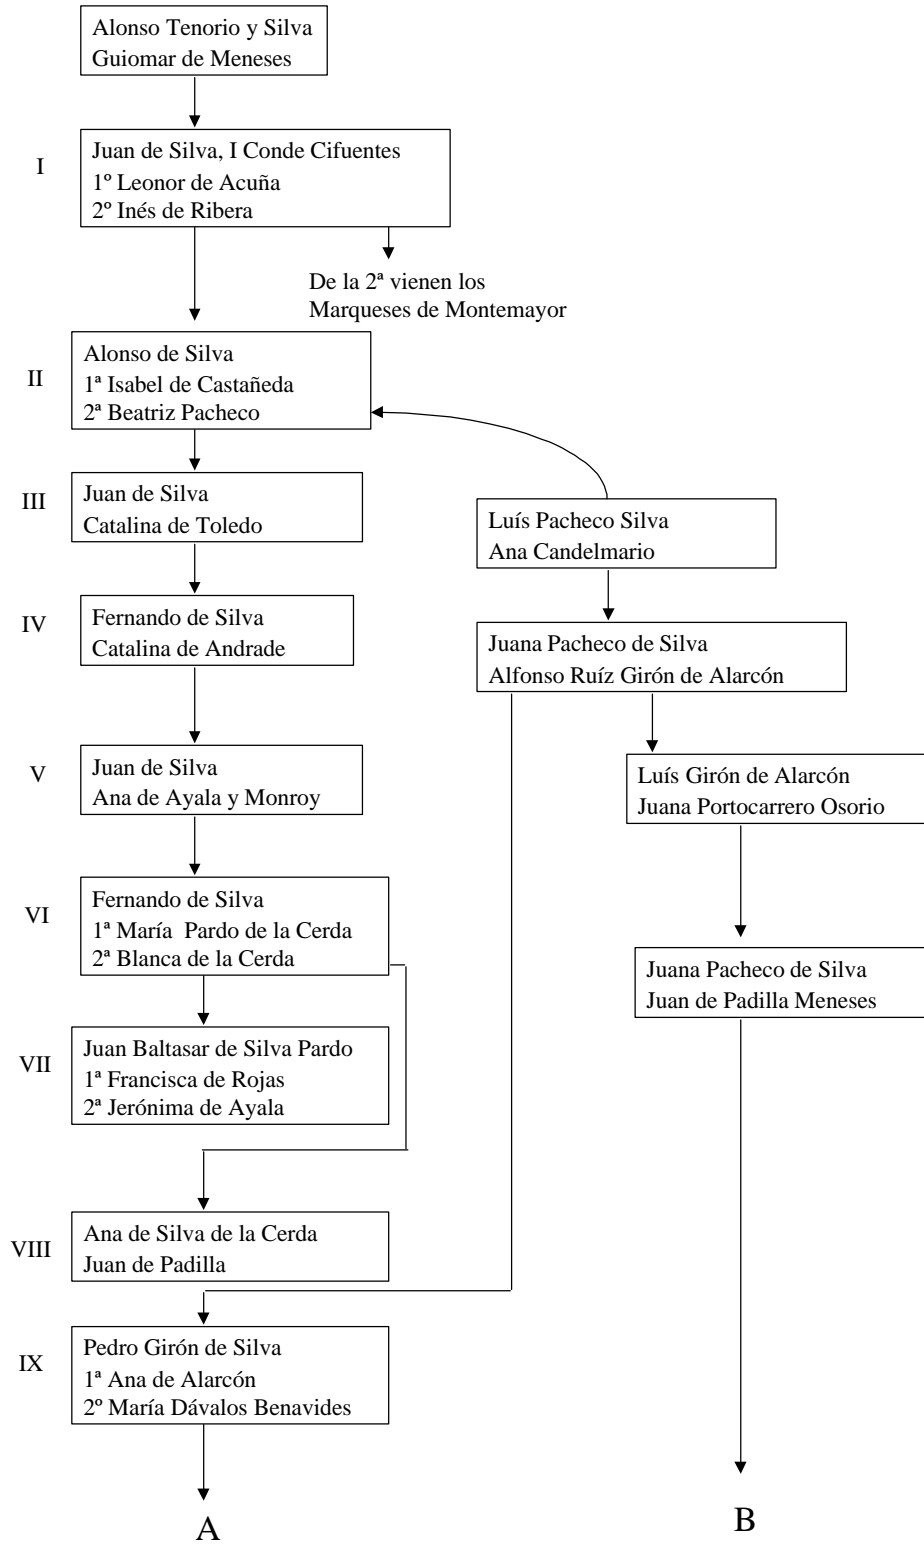 Alonso Tenorio y Silva
Guiomar de Meneses
I
Juan de Silva, I Conde Cifuentes
1º Leonor de Acuña
2º Inés de Ribera
De la 2ª vienen los
Marqueses de Montemayor
II
Alonso de Silva
1ª Isabel de Castañeda
2ª Beatriz Pacheco
III
Juan de Silva
Catalina de Toledo
Luís Pacheco Silva
Ana Candelmario
IV
Fernando de Silva
Catalina de Andrade
Juana Pacheco de Silva
Alfonso Ruíz Girón de Alarcón
V
Juan de Silva
Ana de Ayala y Monroy
Luís Girón de Alarcón
Juana Portocarrero Osorio
VI
Fernando de Silva
1ª María Pardo de la Cerda
2ª Blanca de la Cerda
Juana Pacheco de Silva
Juan de Padilla Meneses
VII
Juan Baltasar de Silva Pardo
1ª Francisca de Rojas
2ª Jerónima de Ayala
VIII
Ana de Silva de la Cerda
Juan de Padilla
IX
Pedro Girón de Silva
1ª Ana de Alarcón
2º María Dávalos Benavides
A
B